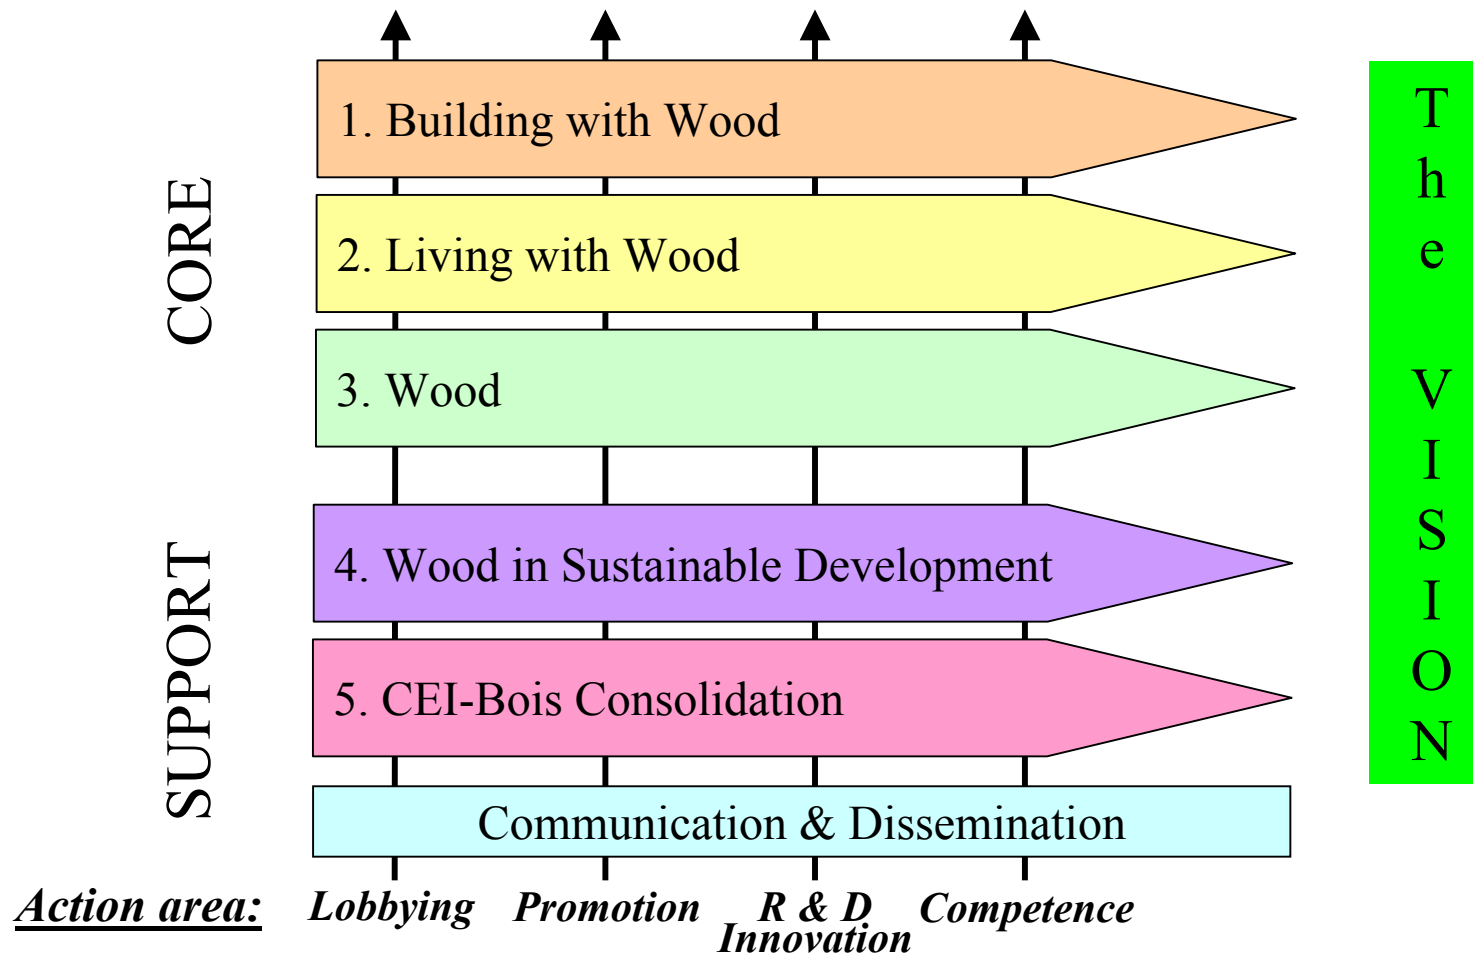 CORE
1. Building with Wood
2. Living with Wood
3. Wood
SUPPORT
4. Wood in Sustainable Development
5. CEI-Bois Consolidation
Communication & Dissemination
Action area:
Lobbying
Promotion
R & D
Innovation
Competence
The VISION